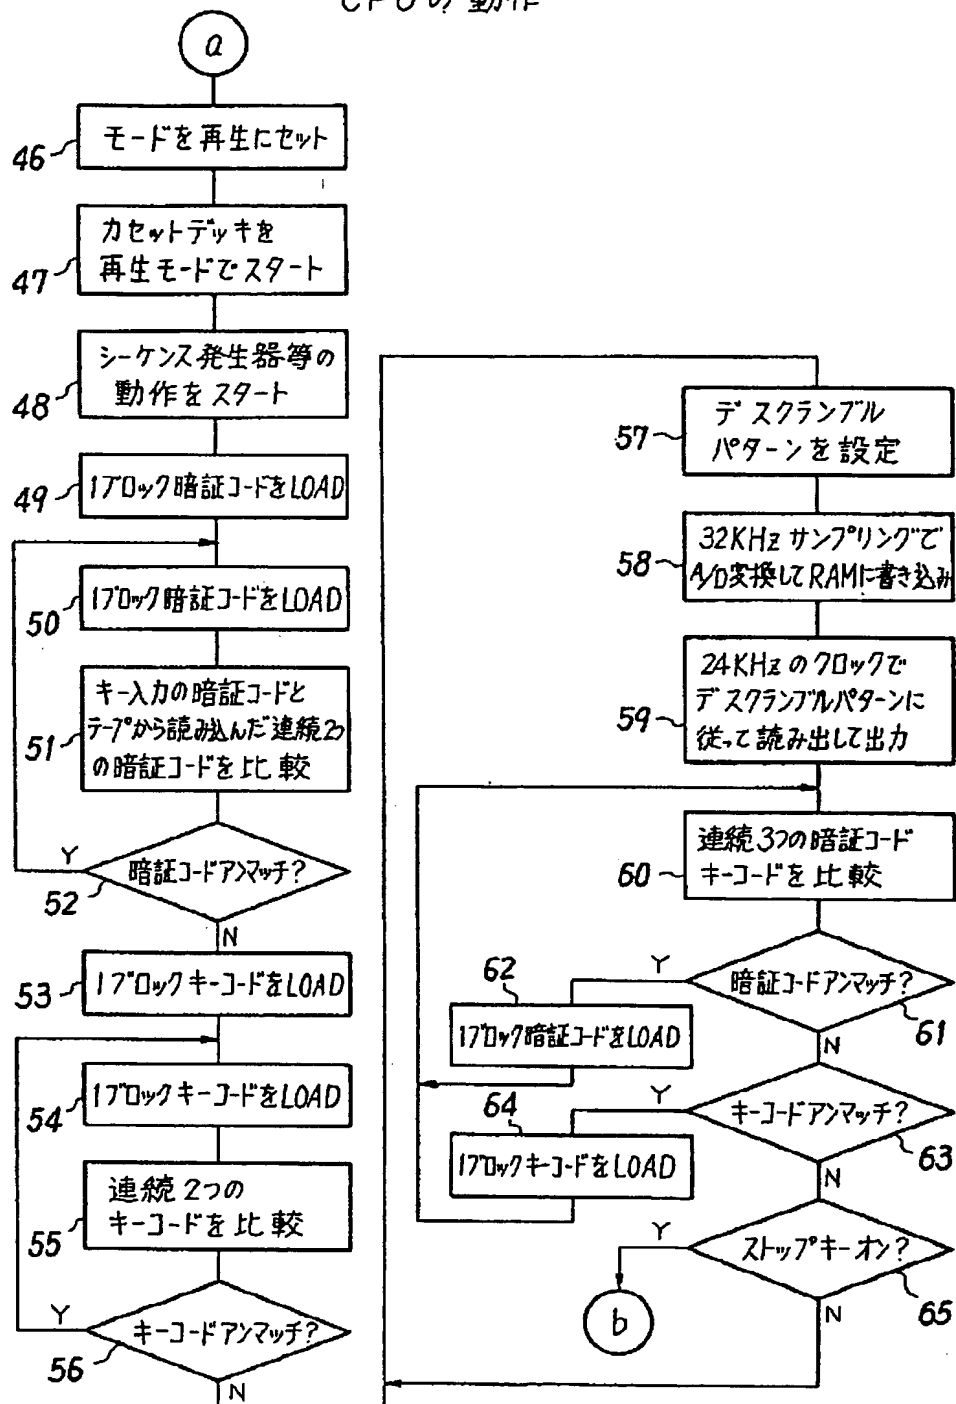 CPUの動作
a
46
モードを再生にセット
47
カセットデッキを
再生モードでスタート
48
シーケンス発生器等の
動作をスタート
49
1ブロック暗証コードをLOAD
50
1ブロック暗証コードをLOAD
51
キー入力の暗証コードと
テープから読み込んだ連続2つ
の暗証コードを比較
52
暗証コードアンマッチ?
Y
N
53
1ブロックキーコードをLOAD
54
1ブロックキーコードをLOAD
55
連続2つの
キーコードを比較
56
キーコードアンマッチ?
Y
N
57
デスクランブル
パターンを設定
58
32KHzサンプリングで
A/D変換してRAMに書き込み
59
24KHzのクロックで
デスクランブルパターンに
従って読み出して出力
60
連続3つの暗証コード
キーコードを比較
61
暗証コードアンマッチ?
Y
N
62
1ブロック暗証コードをLOAD
63
キーコードアンマッチ?
Y
N
64
1ブロックキーコードをLOAD
65
ストップキーオン?
Y
N
b